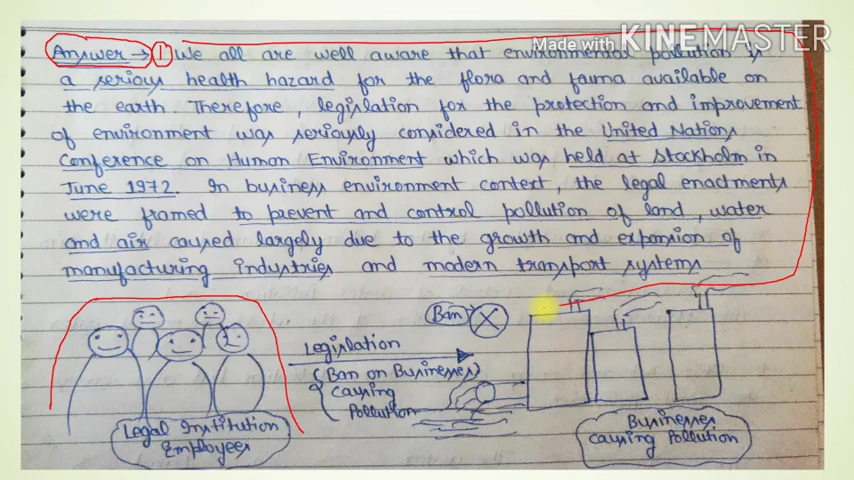 Made with KINEMASTER
Answer → ① We all are well aware that environmental pollution is
a serious health hazard for the flora and fauna available on
the earth. Therefore, legislation for the protection and improvement
of environment was seriously considered in the United Nations
Conference on Human Environment which was held at Stockholm in
June 1972. In business environment context, the legal enactments
were framed to prevent and control pollution of land, water
and air caused largely due to the growth and expansion of
manufacturing industries and modern transport systems
Ban
Legislation
(Ban on Businesses)
Causing
Pollution
Legal Institution
Employees
Businesses
causing Pollution